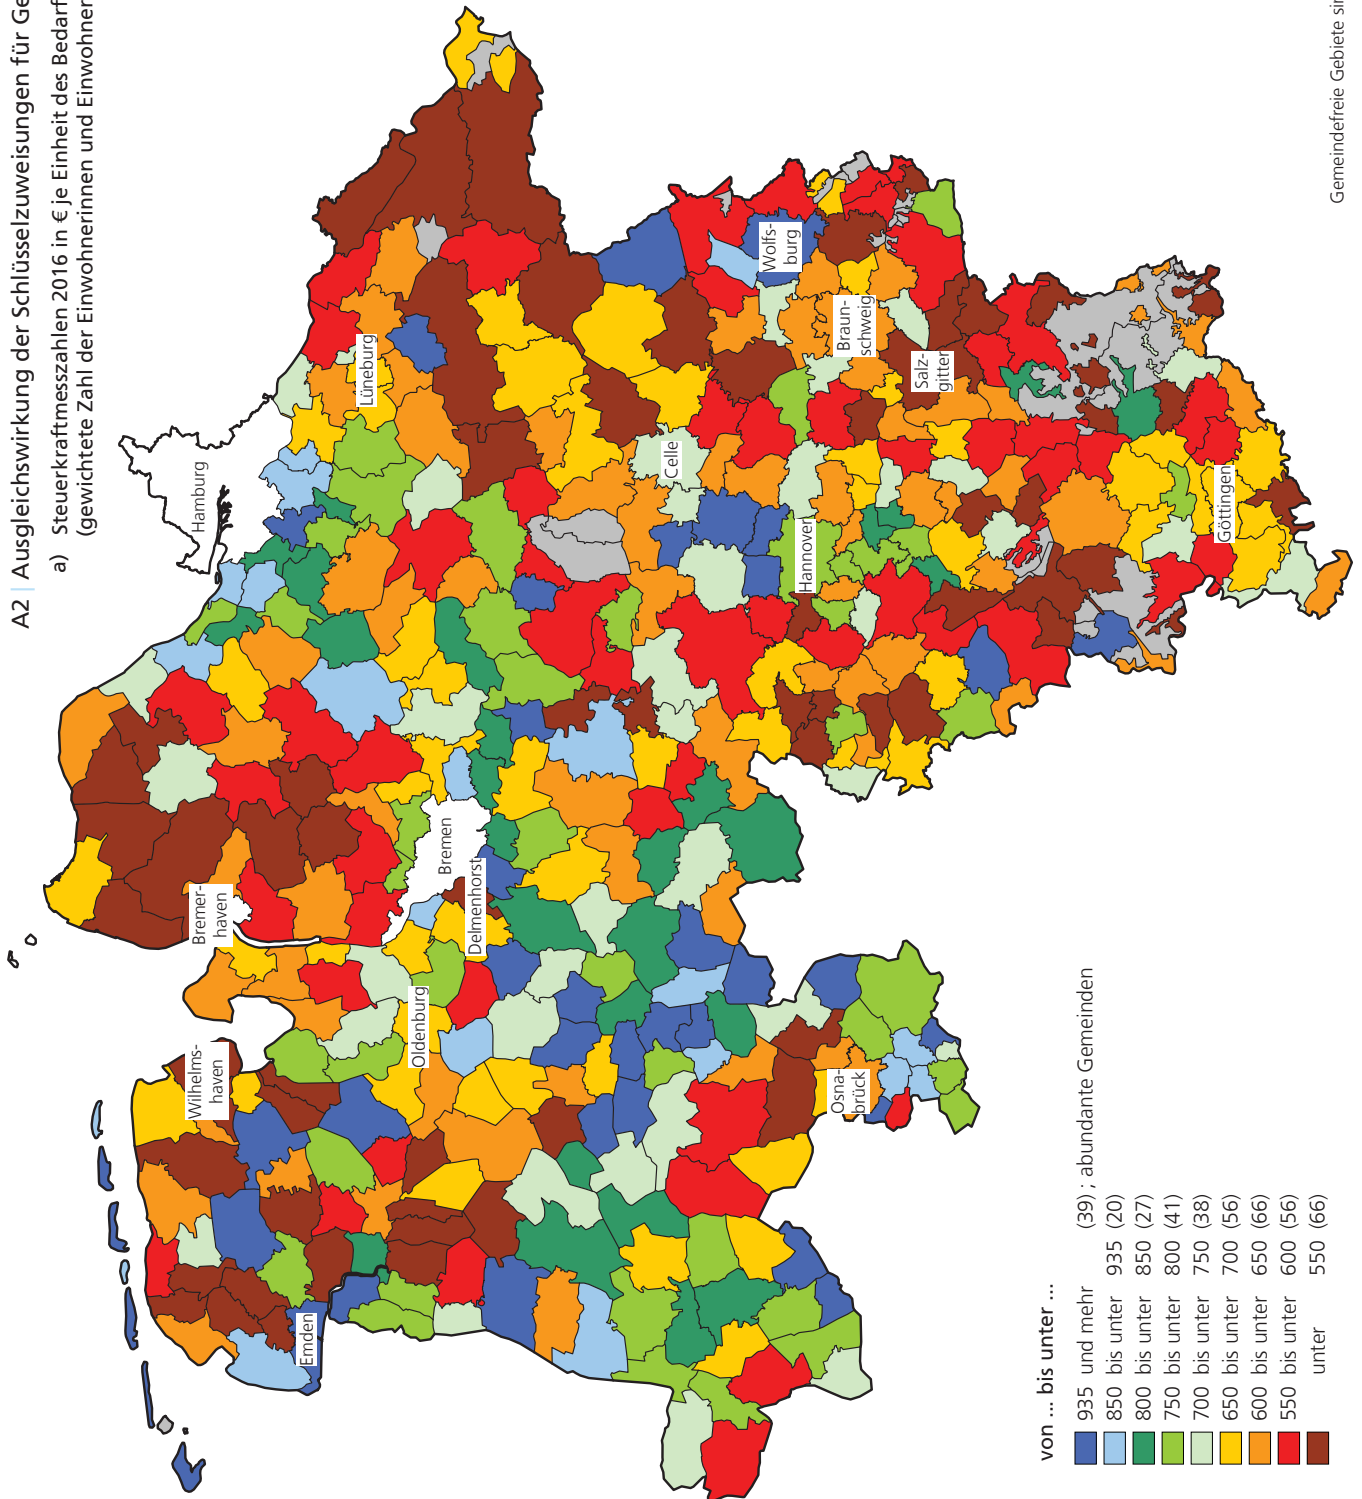 A2 | Ausgleichswirkung der Schlüsselzuweisungen für
a) Steuerkraftmesszahlen 2016 in € je Einheit des
(gewichtete Zahl der Einwohnerinnen und
Hamburg
Lüneburg
Bremer-
haven
Wilhelms-
haven
Emden
Bremen
Delmenhorst
Oldenburg
Celle
Wolfs-
burg
Braun-
schweig
Salz-
gitter
Hannover
Osna-
brück
Göttingen
von ... bis unter ...
935 und mehr (39) ; abundante Gemeinden
850 bis unter 935 (20)
800 bis unter 850 (27)
750 bis unter 800 (41)
700 bis unter 750 (38)
650 bis unter 700 (56)
600 bis unter 650 (66)
550 bis unter 600 (56)
unter 550 (66)
Gemeindefreie Gebiete